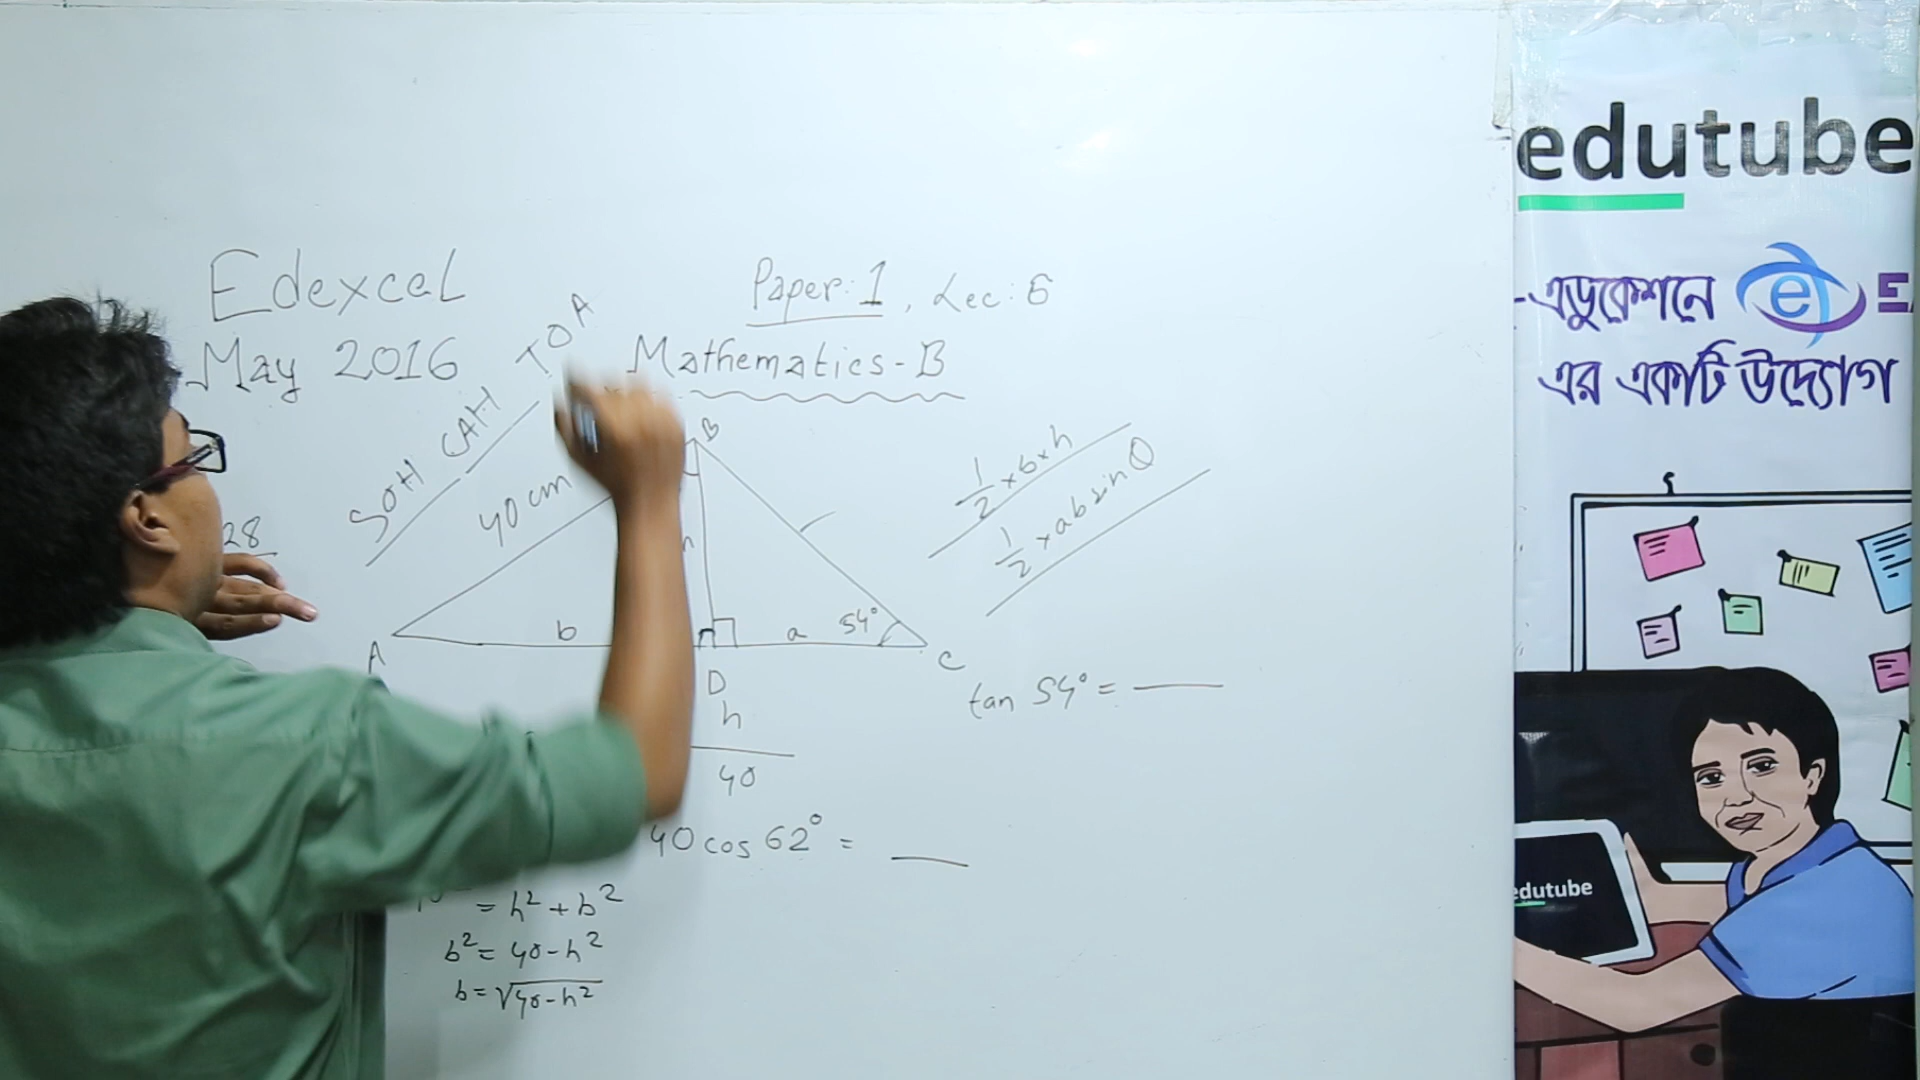 Edexcel
May 2016
Paper: 1, Lec: 6
Mathematics-B
SOH CAH TOA
40 cm
B
28
h
b
a
54°
A
D
C
1/2 × b × h
1/2 × ab sin θ
tan 54° =
h
40
40 cos 62° =
= h² + b²
b² = 40 - h²
b = √40 - h²
edutube
এডুকেশনে e
এর একটি উদ্যোগ
edutube